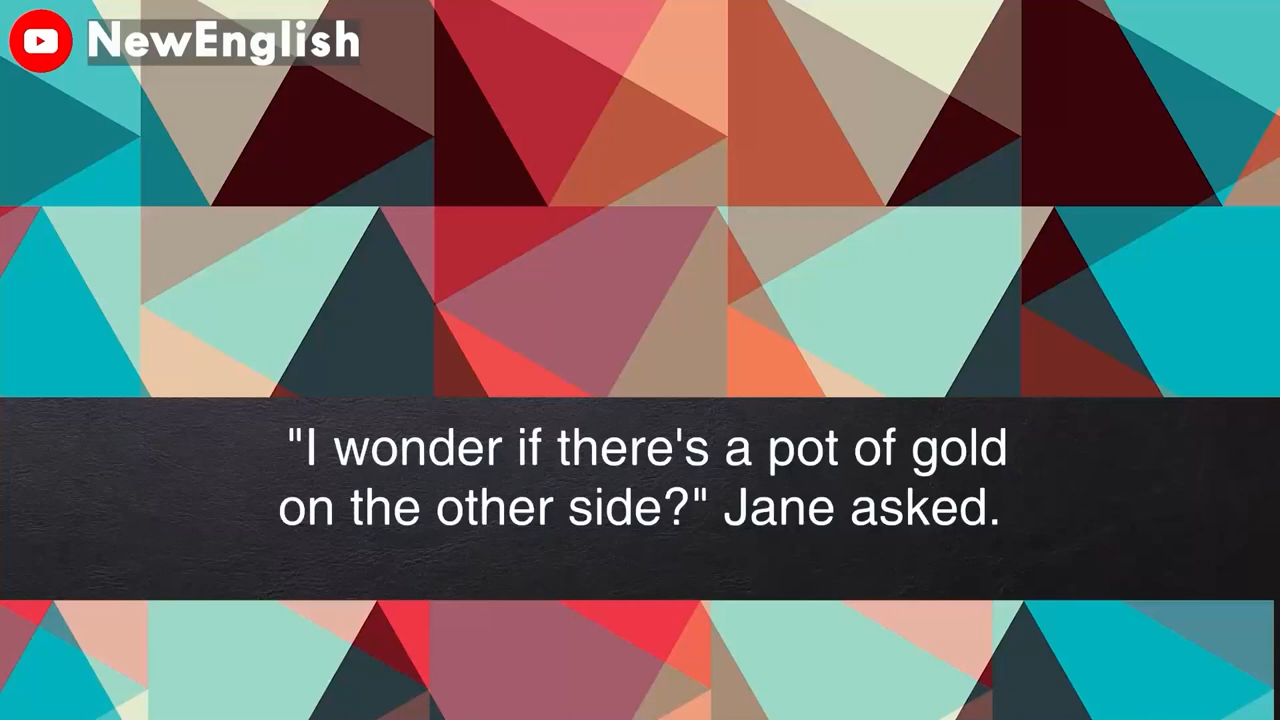 NewEnglish
"I wonder if there's a pot of gold
on the other side?" Jane asked.